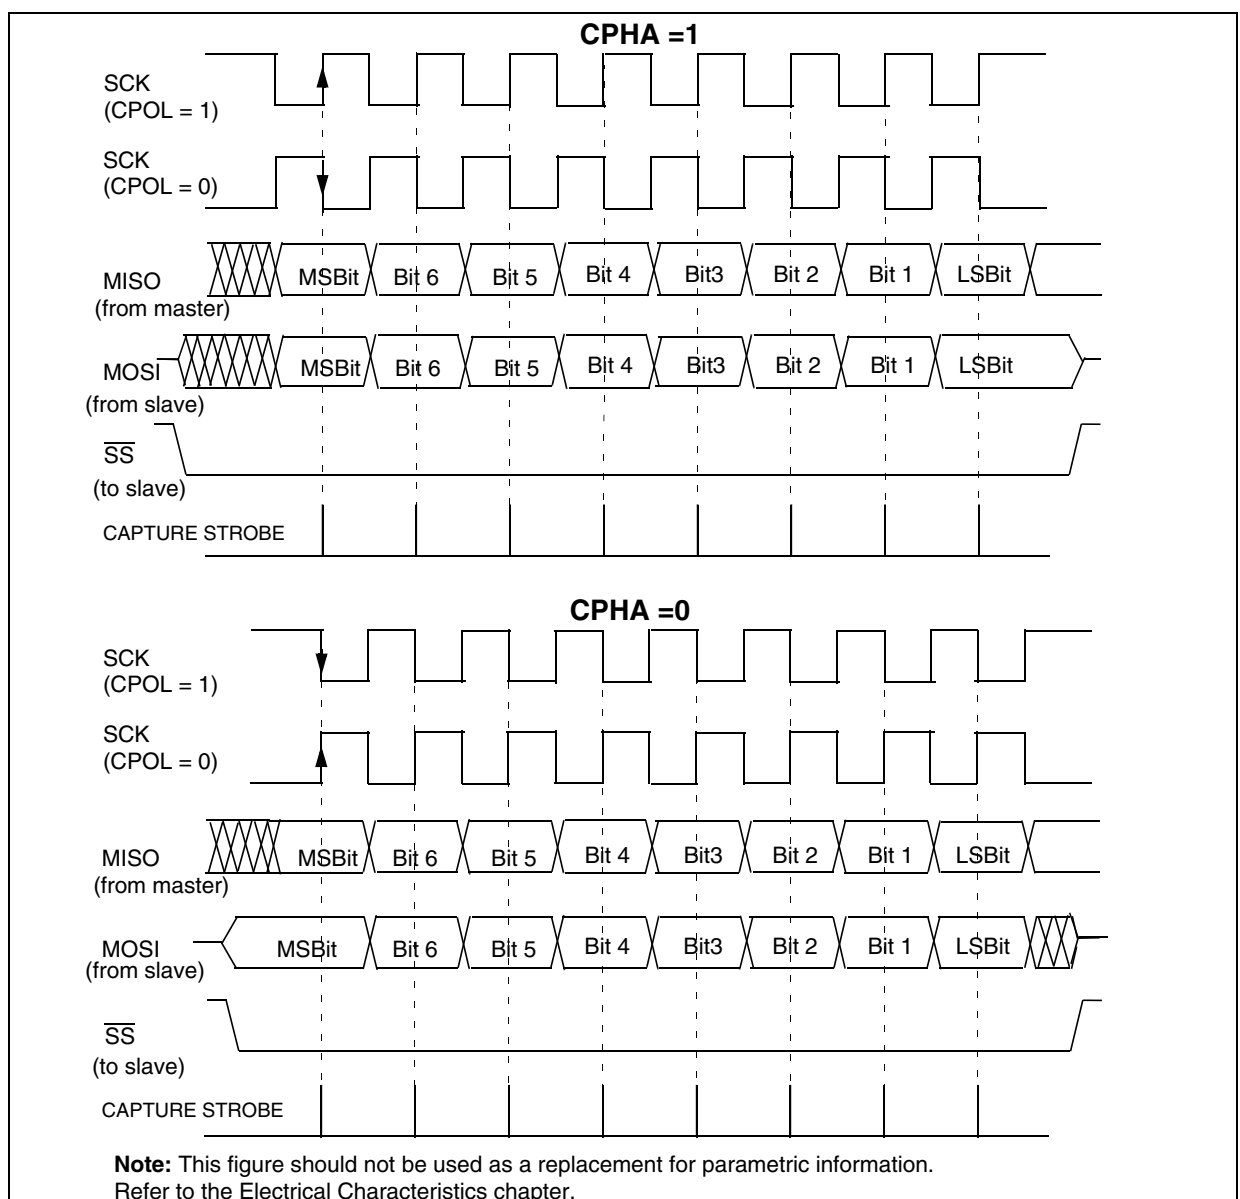 CPHA =1
SCK
(CPOL = 1)
SCK
(CPOL = 0)
MISO
(from master)
MSBit Bit 6 Bit 5 Bit 4 Bit3 Bit 2 Bit 1 LSBit
MOSI
(from slave)
MSBit Bit 6 Bit 5 Bit 4 Bit3 Bit 2 Bit 1 LSBit
SS
(to slave)
CAPTURE STROBE
CPHA =0
SCK
(CPOL = 1)
SCK
(CPOL = 0)
MISO
(from master)
MSBit Bit 6 Bit 5 Bit 4 Bit3 Bit 2 Bit 1 LSBit
MOSI
(from slave)
MSBit Bit 6 Bit 5 Bit 4 Bit3 Bit 2 Bit 1 LSBit
SS
(to slave)
CAPTURE STROBE
Note: This figure should not be used as a replacement for parametric information.
Refer to the Electrical Characteristics chapter.